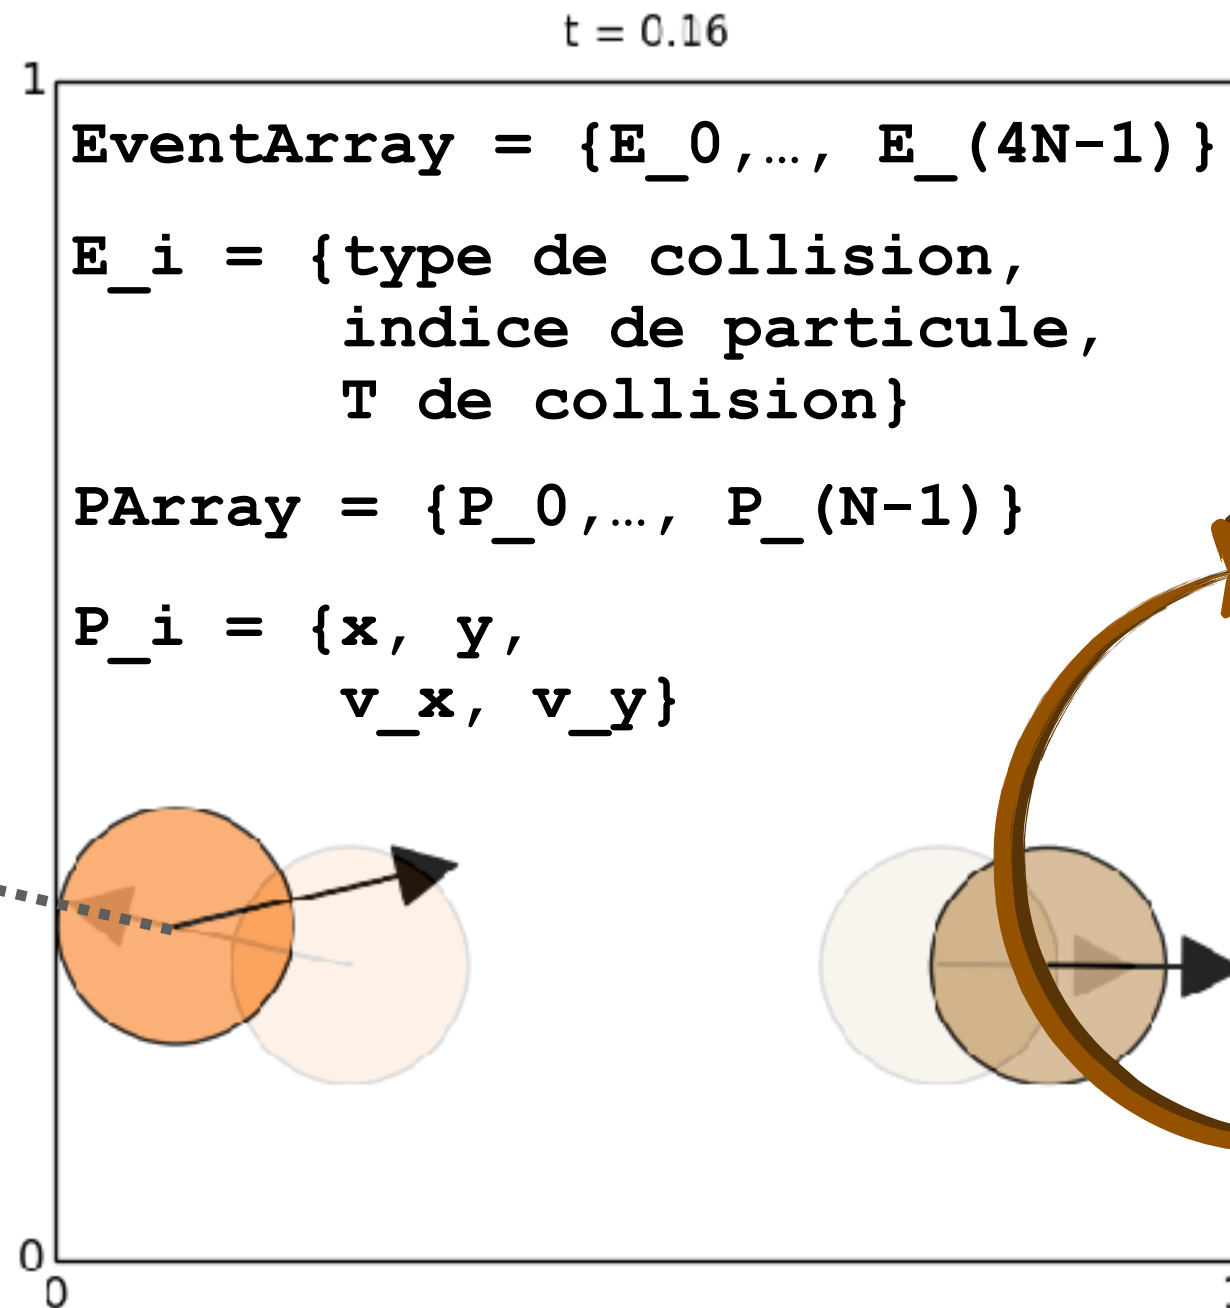 t = 0.16
1
EventArray = {E_0,…, E_(4N-1)}
E_i = {type de collision,
indice de particule,
T de collision}
PArray = {P_0,…, P_(N-1)}
P_i = {x, y,
v_x, v_y}
0
0